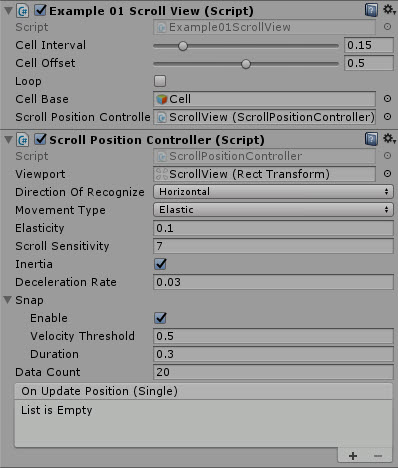 Example 01 Scroll View (Script)
Script Example01ScrollView
Cell Interval 0.15
Cell Offset 0.5
Loop
Cell Base Cell
Scroll Position Controlle ScrollView (ScrollPositionController)
Scroll Position Controller (Script)
Script ScrollPositionController
Viewport ScrollView (Rect Transform)
Direction Of Recognize Horizontal
Movement Type Elastic
Elasticity 0.1
Scroll Sensitivity 7
Inertia
Deceleration Rate 0.03
Snap
Enable
Velocity Threshold 0.5
Duration 0.3
Data Count 20
On Update Position (Single)
List is Empty